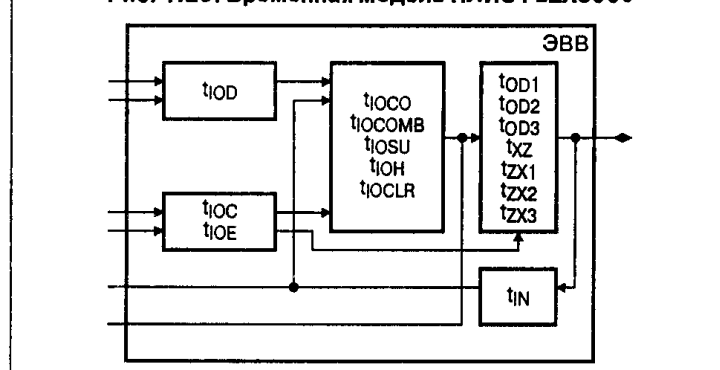 ЭВВ
tIOD
tIOCO
tIOCOMB
tIOSU
tIOH
tIOCLR
tOD1
tOD2
tOD3
tXZ
tZX1
tZX2
tZX3
tIOC
tIOE
tIN